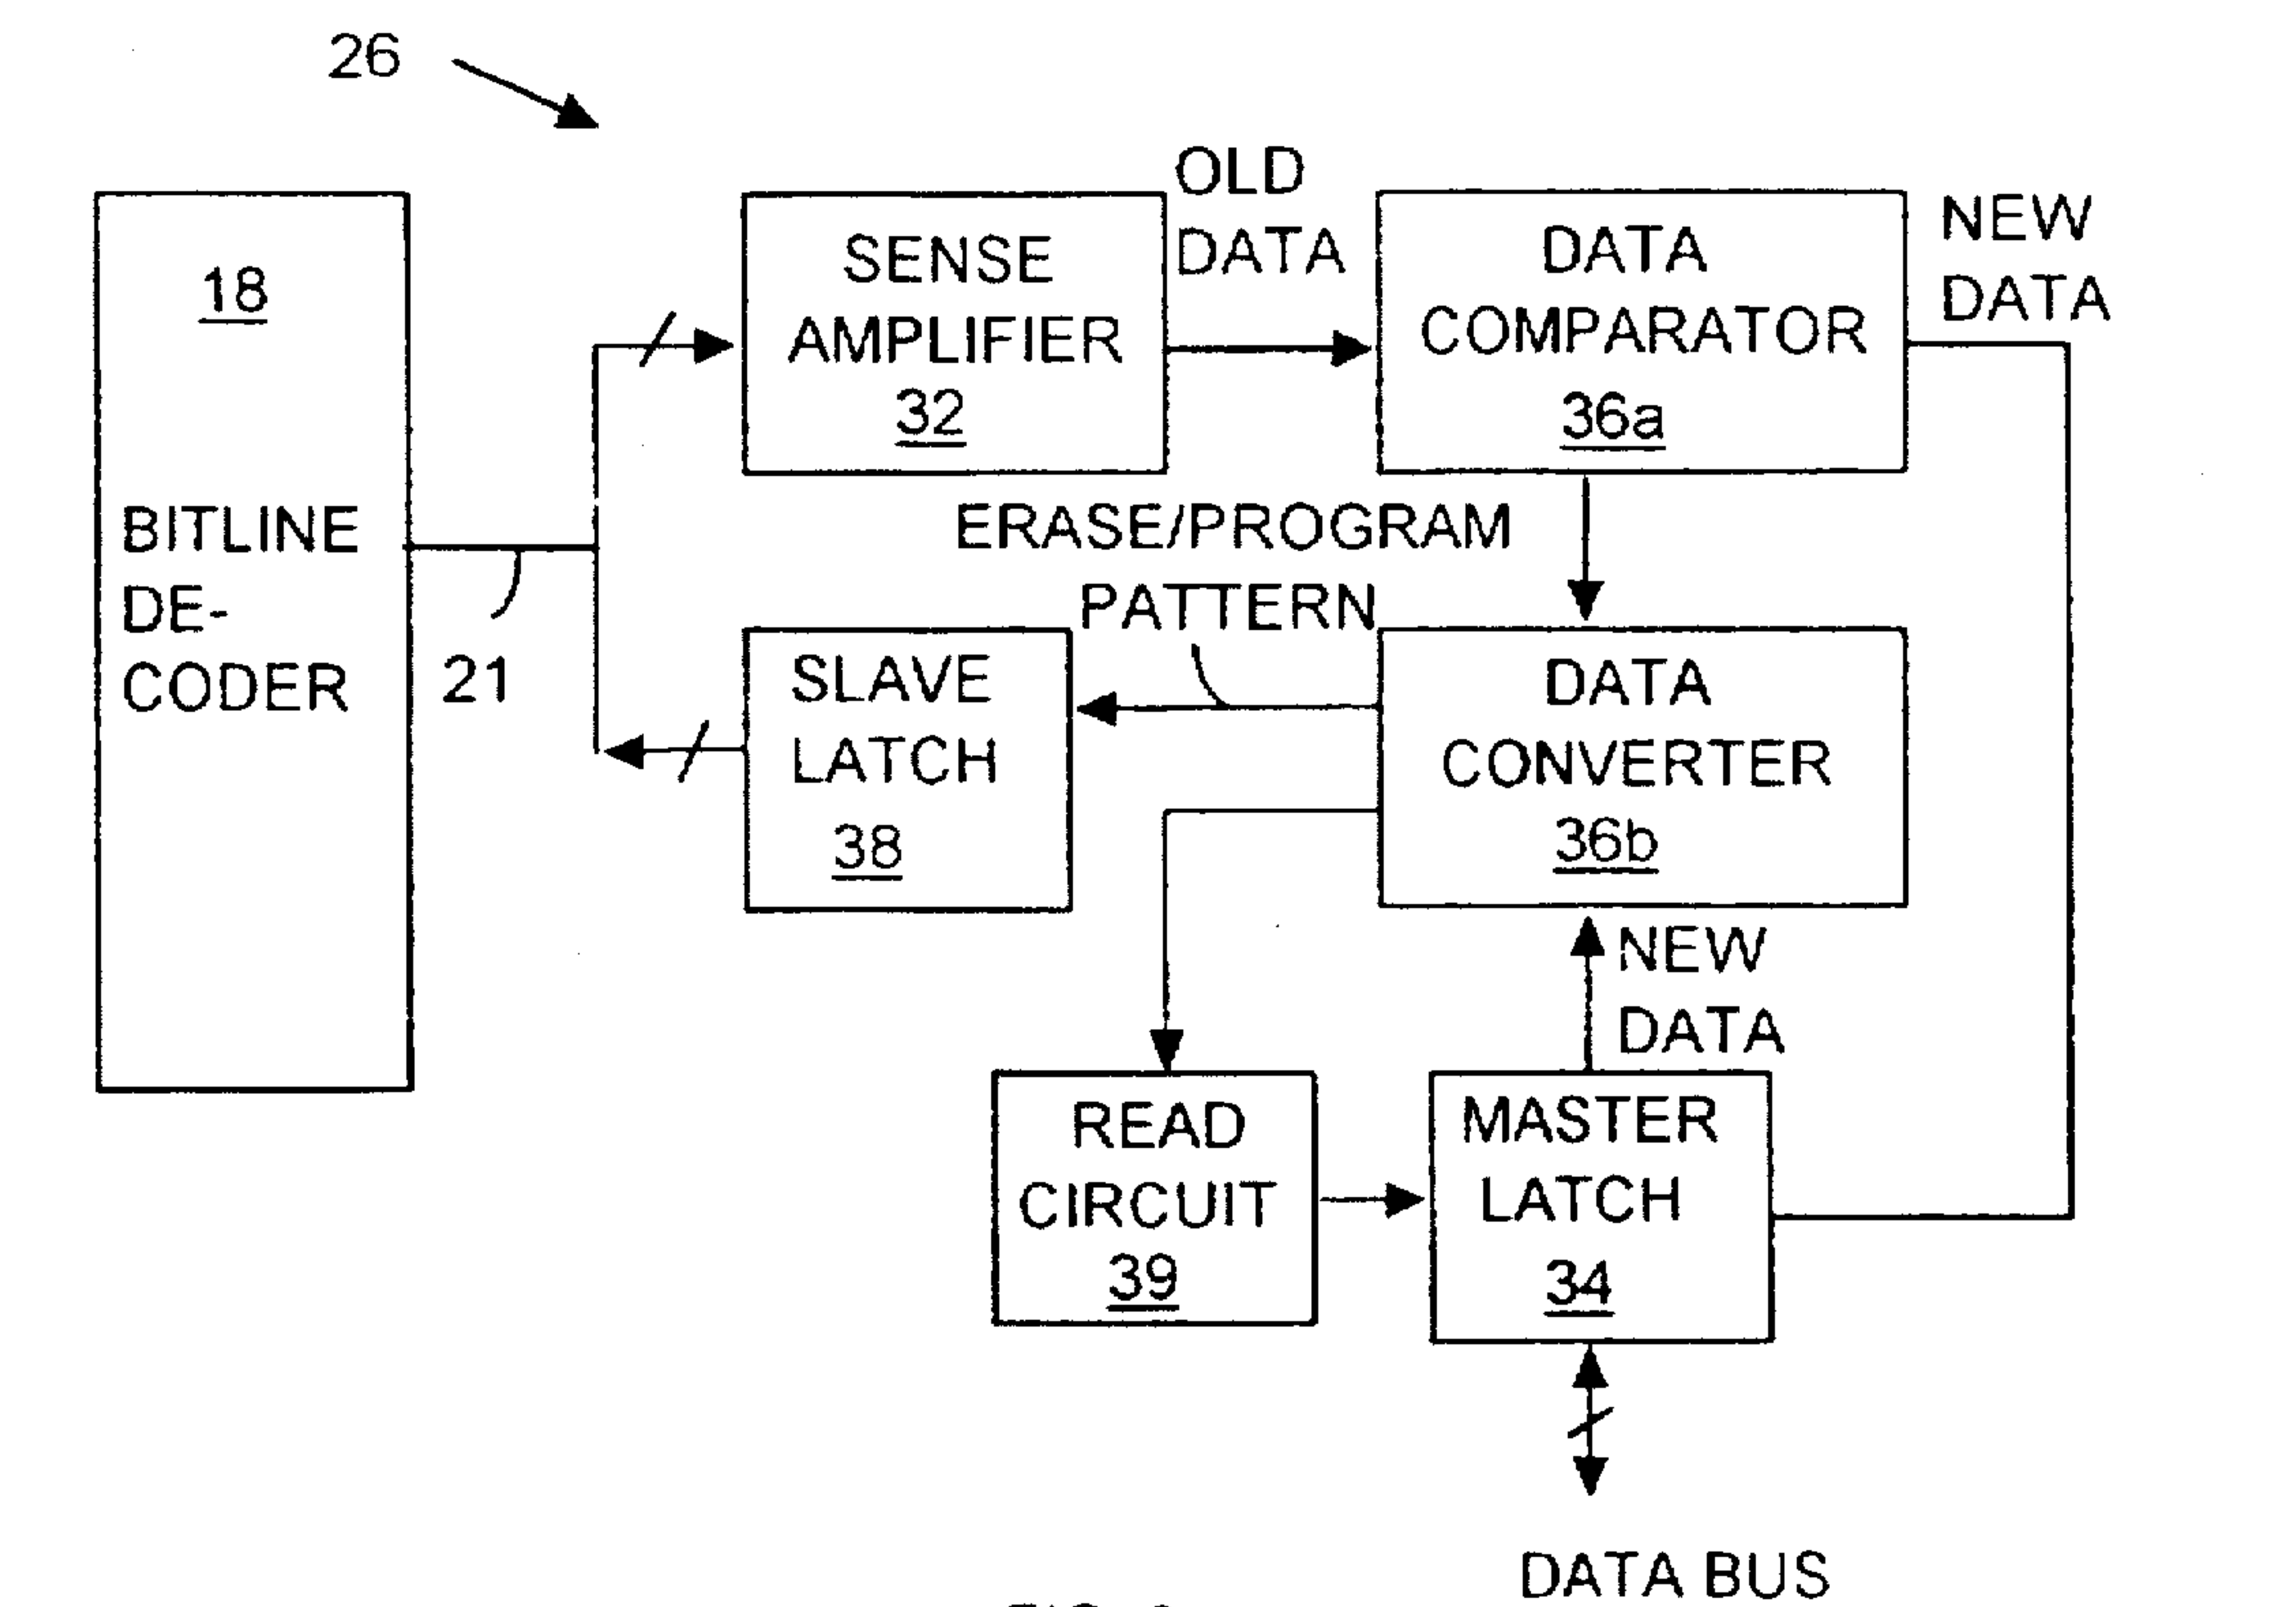 26
18
BITLINE
DE-
CODER
21
SENSE
AMPLIFIER
32
OLD
DATA
DATA
COMPARATOR
36a
NEW
DATA
ERASE/PROGRAM
PATTERN
SLAVE
LATCH
38
DATA
CONVERTER
36b
NEW
DATA
READ
CIRCUIT
39
MASTER
LATCH
34
DATA BUS